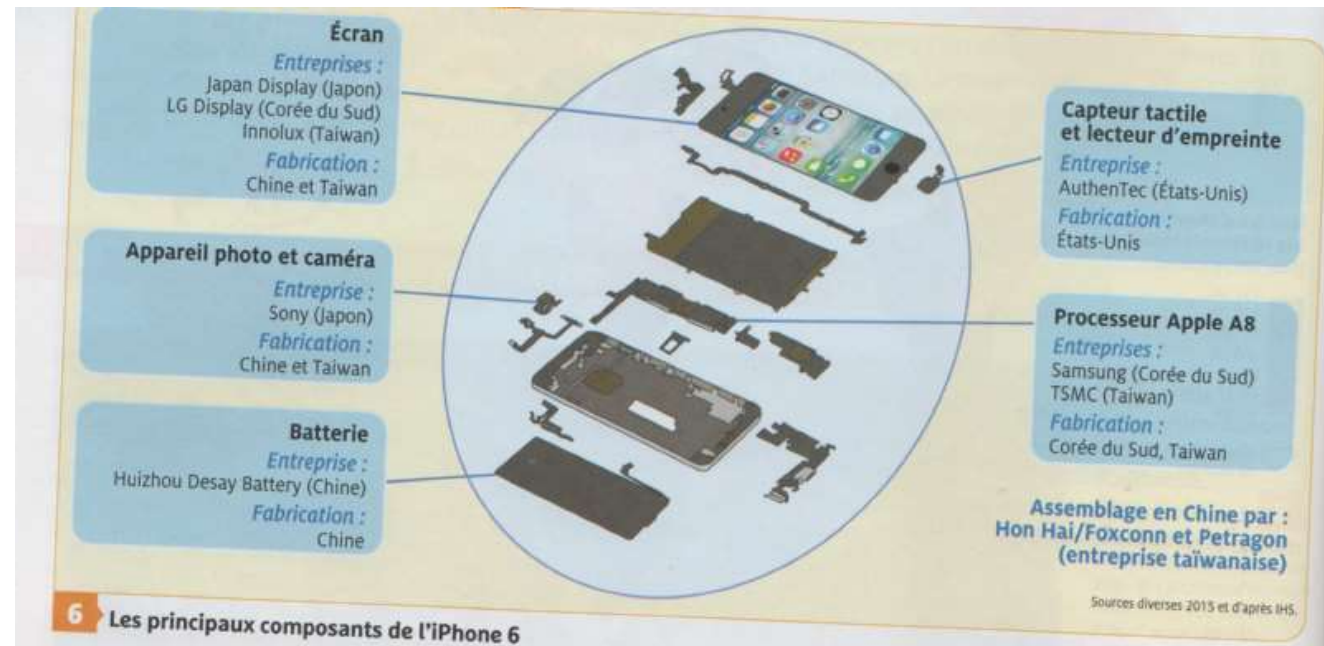 Écran
Entreprises :
Japan Display (Japon)
LG Display (Corée du Sud)
Innolux (Taiwan)
Fabrication :
Chine et Taiwan
Appareil photo et caméra
Entreprise :
Sony (Japon)
Fabrication :
Chine et Taiwan
Batterie
Entreprise :
Huizhou Desay Battery (Chine)
Fabrication :
Chine
Capteur tactile
et lecteur d'empreinte
Entreprise :
AuthenTec (États-Unis)
Fabrication :
États-Unis
Processeur Apple A8
Entreprises :
Samsung (Corée du Sud)
TSMC (Taiwan)
Fabrication :
Corée du Sud, Taiwan
Assemblage en Chine par :
Hon Hai/Foxconn et Petragon
(entreprise taïwanaise)
Sources diverses 2015 et d'après IHS.
6 Les principaux composants de l'iPhone 6